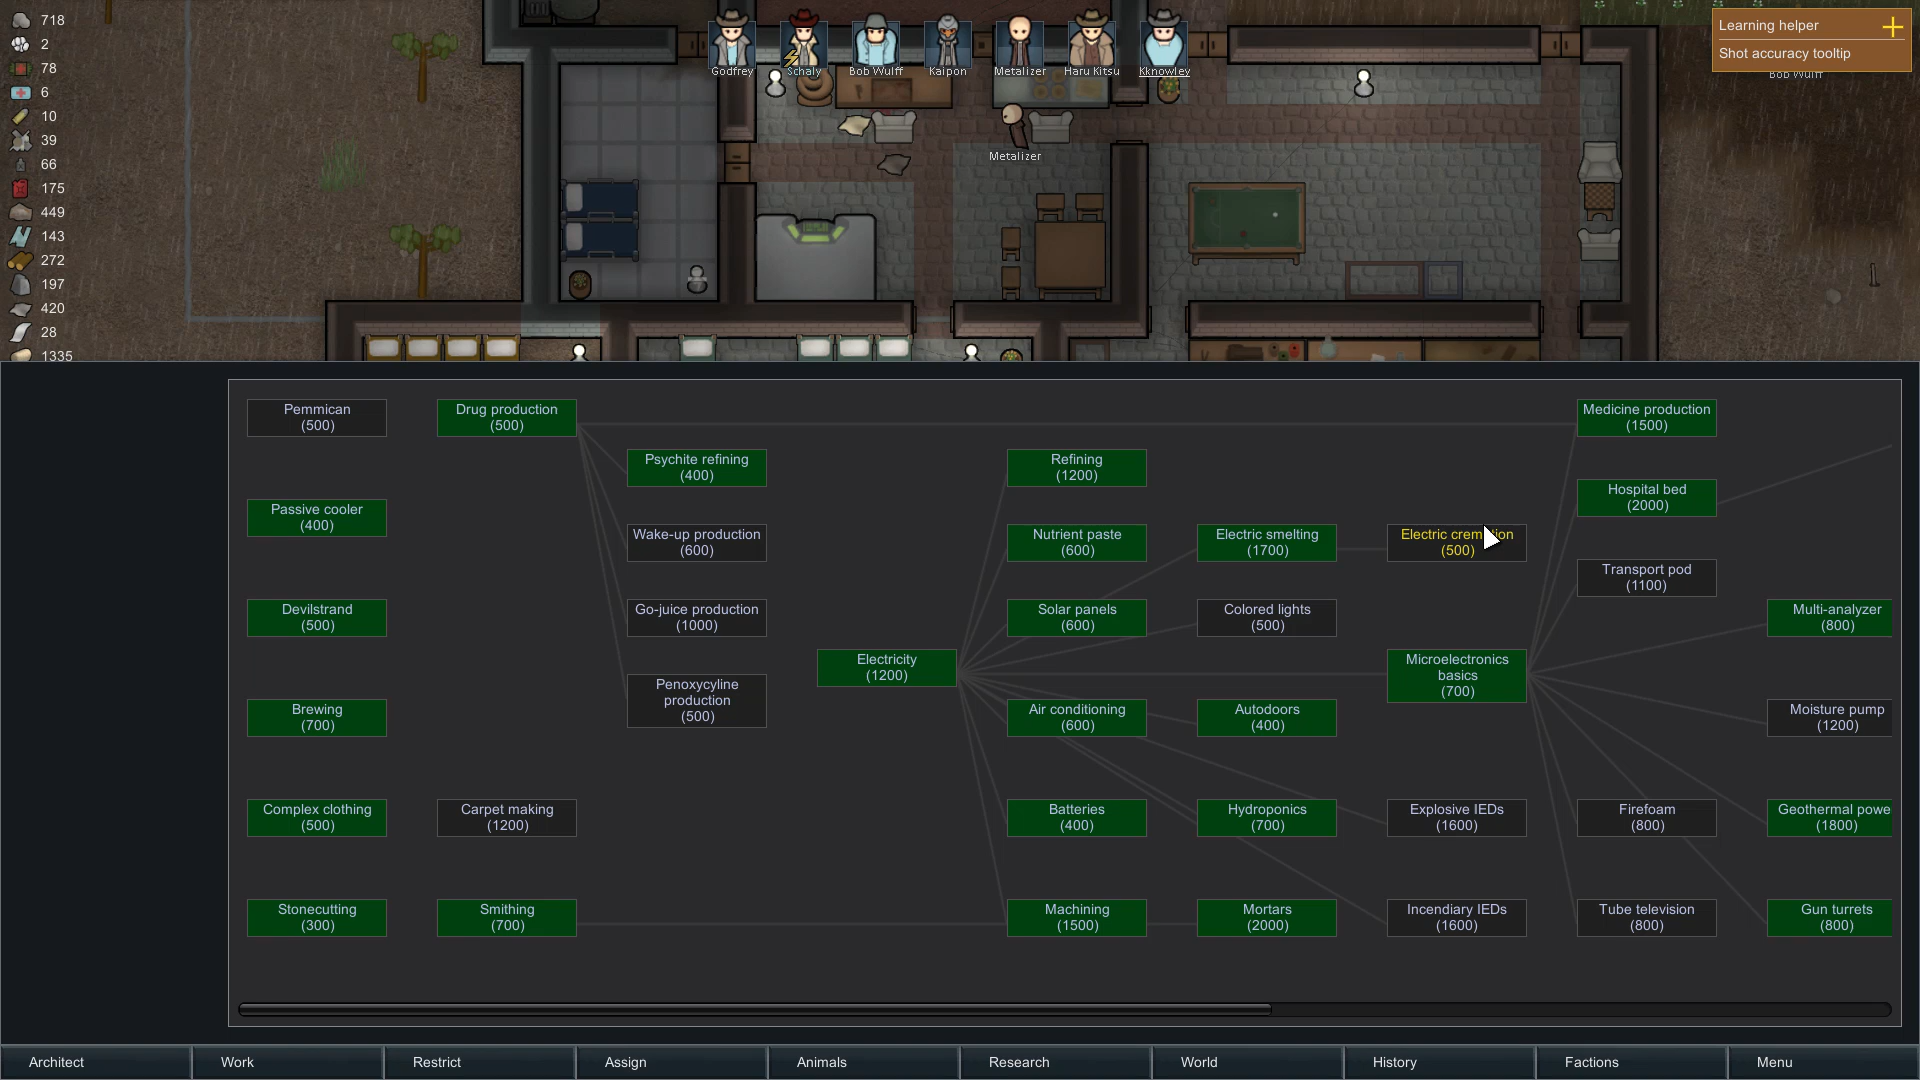 718
2
78
6
10
39
66
175
449
143
272
197
420
28
1335
Godfrey
Schaly
Bob Wulff
Kaipon
Metalizer
Haru Kitsu
Kknowley
Learning helper
Shot accuracy tooltip
Bob Wulff
Metalizer
Pemmican
(500)
Drug production
(500)
Medicine production
(1500)
Psychite refining
(400)
Refining
(1200)
Hospital bed
(2000)
Passive cooler
(400)
Wake-up production
(600)
Nutrient paste
(600)
Electric smelting
(1700)
Electric crem
(500)
Transport pod
(1100)
Devilstrand
(500)
Go-juice production
(1000)
Solar panels
(600)
Colored lights
(500)
Multi-analyzer
(800)
Electricity
(1200)
Microelectronics
basics
(700)
Penoxycyline
production
(500)
Brewing
(700)
Air conditioning
(600)
Autodoors
(400)
Moisture pump
(1200)
Complex clothing
(500)
Carpet making
(1200)
Batteries
(400)
Hydroponics
(700)
Explosive IEDs
(1600)
Firefoam
(800)
Geothermal powe
(1800)
Stonecutting
(300)
Smithing
(700)
Machining
(1500)
Mortars
(2000)
Incendiary IEDs
(1600)
Tube television
(800)
Gun turrets
(800)
Architect
Work
Restrict
Assign
Animals
Research
World
History
Factions
Menu